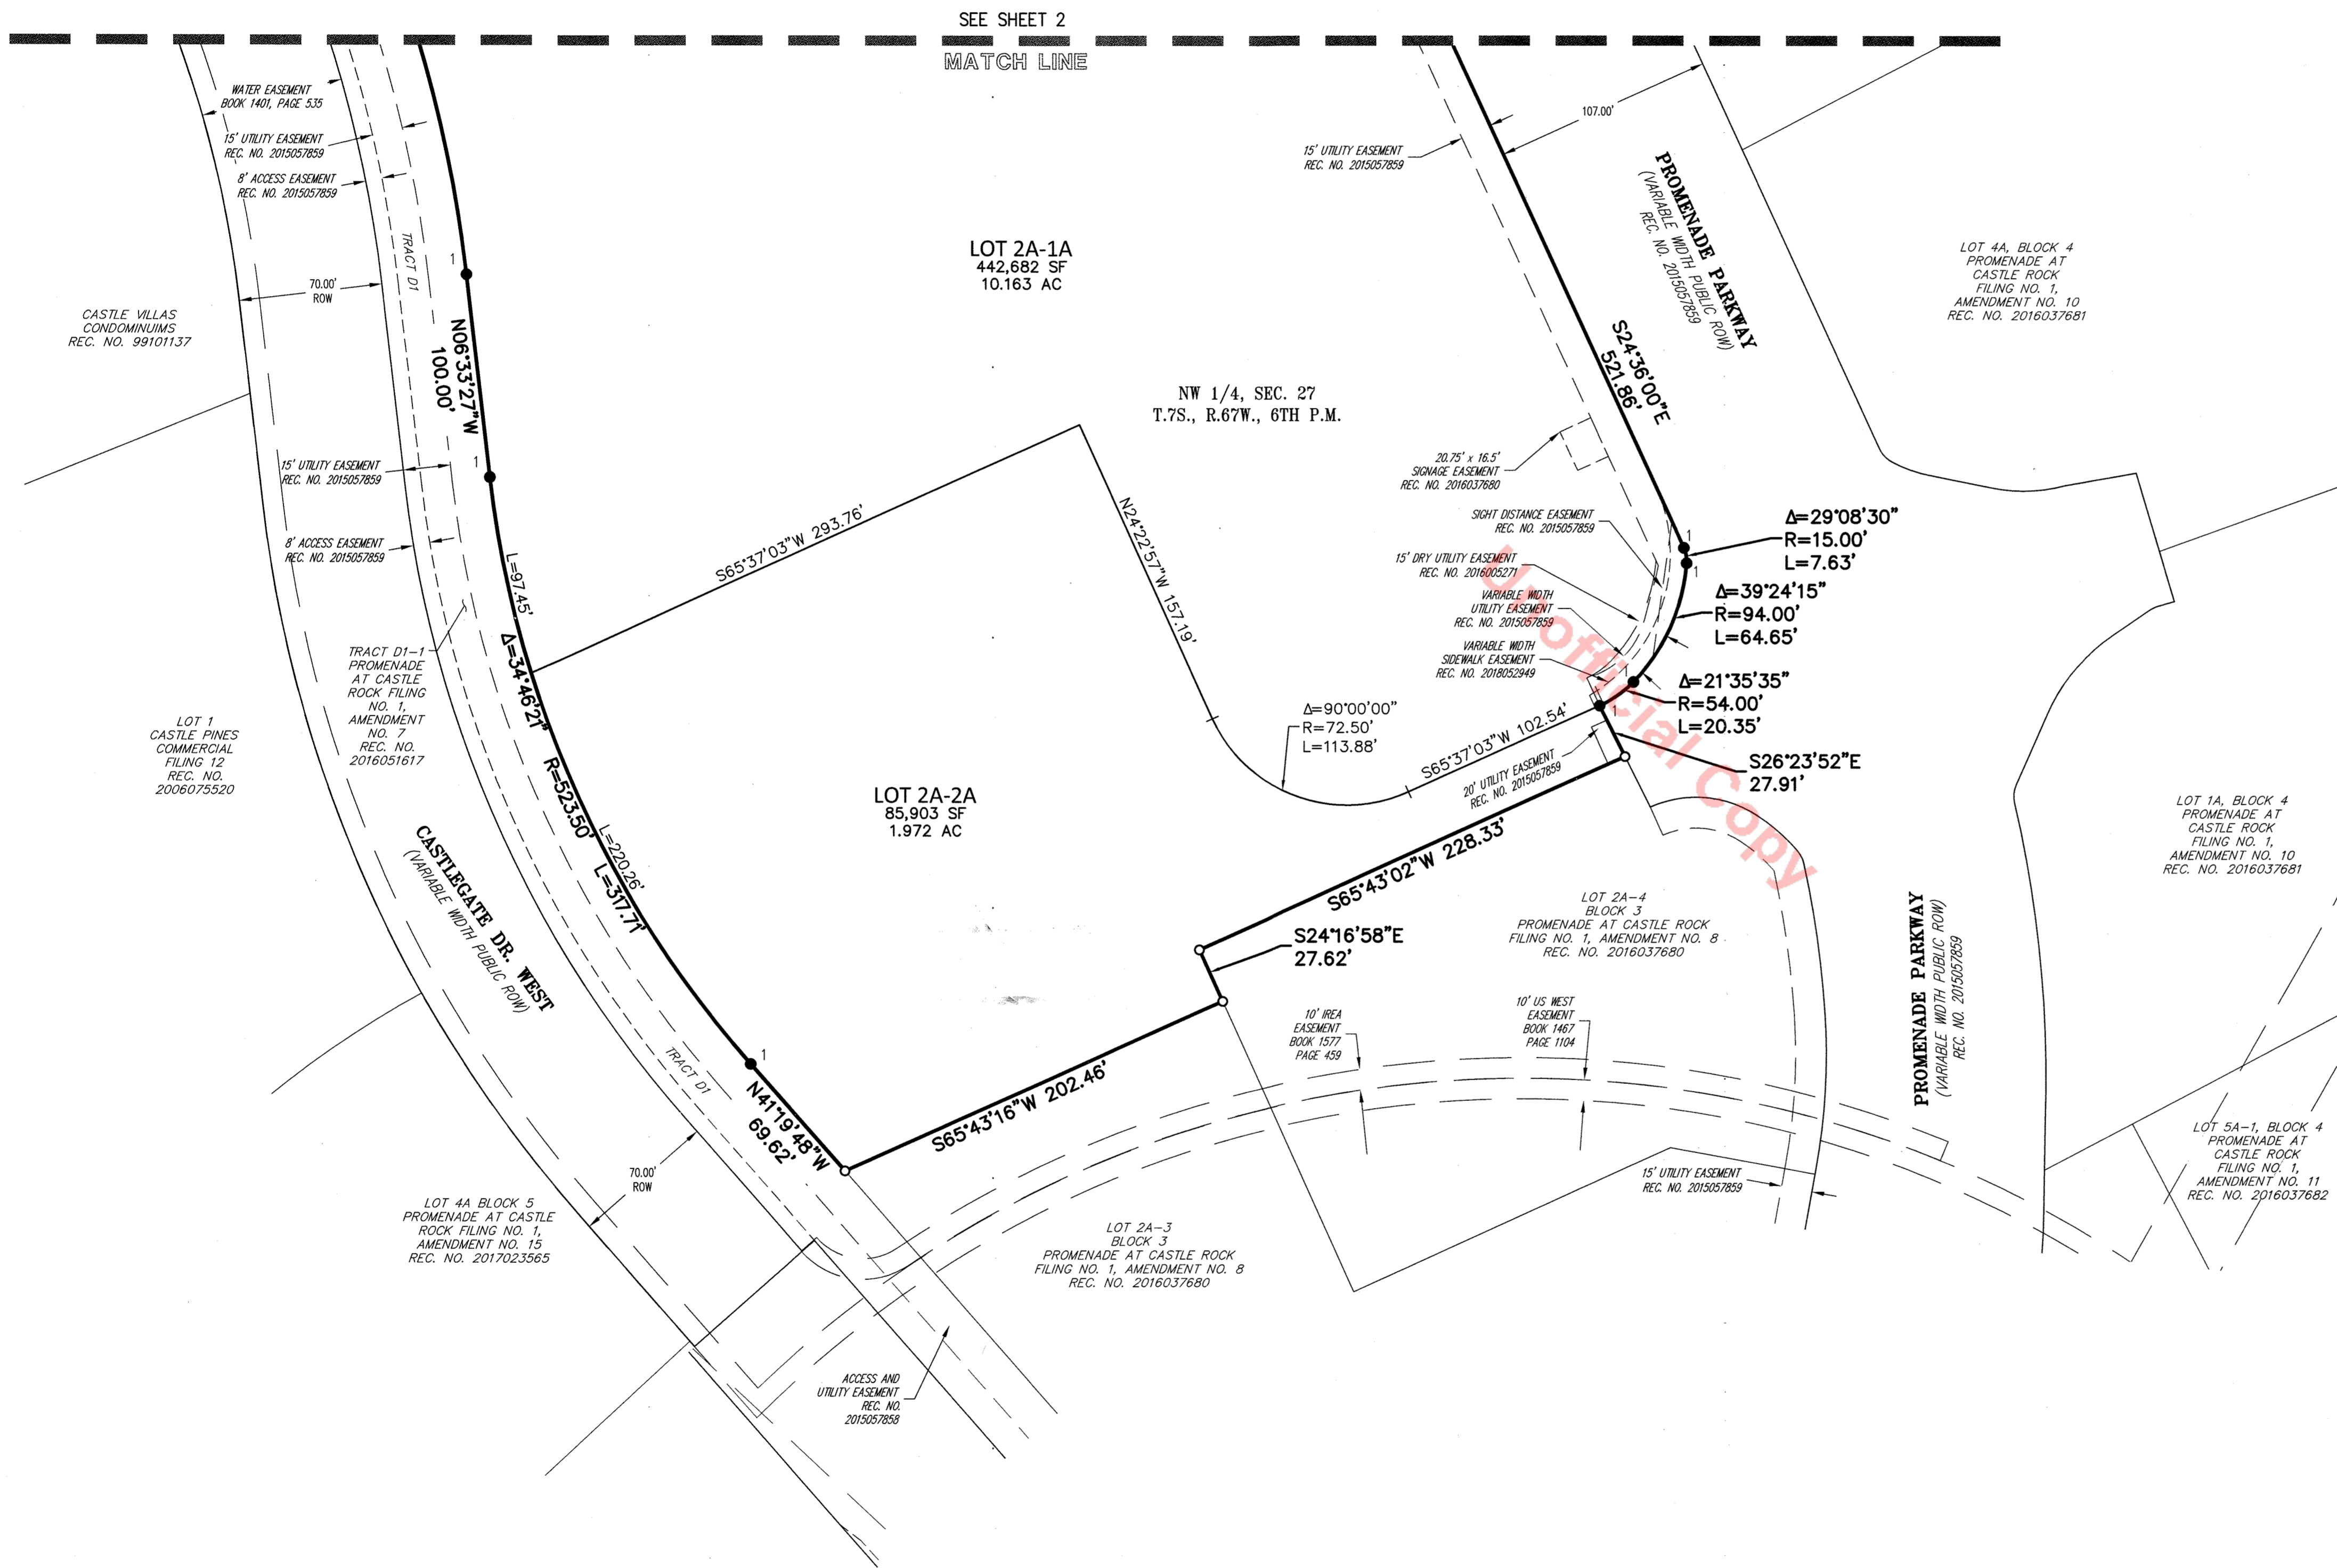 SEE SHEET 2
MATCH LINE
WATER EASEMENT
BOOK 1401, PAGE 535
15' UTILITY EASEMENT
REC. NO. 2015057859
8' ACCESS EASEMENT
REC. NO. 2015057859
TRACT D1
70.00'
ROW
1
CASTLE VILLAS
CONDOMINUIMS
REC. NO. 99101137
N06°33'27"W
100.00'
1
15' UTILITY EASEMENT
REC. NO. 2015057859
8' ACCESS EASEMENT
REC. NO. 2015057859
TRACT D1-1
PROMENADE
AT CASTLE
ROCK FILING
NO. 1,
AMENDMENT
NO. 7
REC. NO.
2016051617
LOT 1
CASTLE PINES
COMMERCIAL
FILING 12
REC. NO.
2006075520
LOT 2A-1A
442,682 SF
10.163 AC
NW 1/4, SEC. 27
T.7S., R.67W., 6TH P.M.
15' UTILITY EASEMENT
REC. NO. 2015057859
107.00'
PROMENADE PARKWAY
(VARIABLE WIDTH PUBLIC ROW)
REC. NO. 2015057859
LOT 4A, BLOCK 4
PROMENADE AT
CASTLE ROCK
FILING NO. 1,
AMENDMENT NO. 10
REC. NO. 2016037681
S24°36'00"E
521.86'
20.75' x 16.5'
SIGNAGE EASEMENT
REC. NO. 2016037680
SIGHT DISTANCE EASEMENT
REC. NO. 2015057859
15' DRY UTILITY EASEMENT
REC. NO. 2016005271
VARIABLE WIDTH
UTILITY EASEMENT
REC. NO. 2015057859
VARIABLE WIDTH
SIDEWALK EASEMENT
REC. NO. 2018052949
1
1
Δ=29°08'30"
R=15.00'
L=7.63'
Δ=39°24'15"
R=94.00'
L=64.65'
1
Δ=21°35'35"
R=54.00'
L=20.35'
1
S26°23'52"E
27.91'
Unofficial Copy
S65°37'03"W 293.76'
N24°22'57"W 157.19'
Δ=90°00'00"
R=72.50'
L=113.88'
S65°37'03"W 102.54'
20' UTILITY EASEMENT
REC. NO. 2015057859
L=97.45'
Δ=34°46'21"
R=523.50'
L=317.71'
L=220.26'
LOT 2A-2A
85,903 SF
1.972 AC
S65°43'02"W 228.33'
S24°16'58"E
27.62'
LOT 2A-4
BLOCK 3
PROMENADE AT CASTLE ROCK
FILING NO. 1, AMENDMENT NO. 8
REC. NO. 2016037680
LOT 1A, BLOCK 4
PROMENADE AT
CASTLE ROCK
FILING NO. 1,
AMENDMENT NO. 10
REC. NO. 2016037681
PROMENADE PARKWAY
(VARIABLE WIDTH PUBLIC ROW)
REC. NO. 2015057859
CASTLEGATE DR. WEST
(VARIABLE WIDTH PUBLIC ROW)
10' IREA
EASEMENT
BOOK 1577
PAGE 459
10' US WEST
EASEMENT
BOOK 1467
PAGE 1104
TRACT D1
1
N41°19'48"W
69.62'
S65°43'16"W 202.46'
70.00'
ROW
LOT 4A BLOCK 5
PROMENADE AT CASTLE
ROCK FILING NO. 1,
AMENDMENT NO. 15
REC. NO. 2017023565
LOT 2A-3
BLOCK 3
PROMENADE AT CASTLE ROCK
FILING NO. 1, AMENDMENT NO. 8
REC. NO. 2016037680
15' UTILITY EASEMENT
REC. NO. 2015057859
LOT 5A-1, BLOCK 4
PROMENADE AT
CASTLE ROCK
FILING NO. 1,
AMENDMENT NO. 11
REC. NO. 2016037682
ACCESS AND
UTILITY EASEMENT
REC. NO.
2015057858